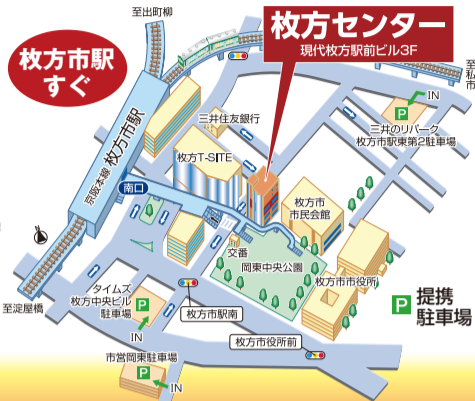 至出町柳
枚方センター
現代枚方駅前ビル3F
枚方市駅
すぐ
至私市
P
IN
三井のリパーク
枚方市駅東第2駐車場
三井住友銀行
枚方T-SITE
京阪本線 枚方市駅
南口
枚方市
市民会館
交番
岡東中央公園
枚方市市役所
P 提携
駐車場
至淀屋橋
タイムズ
枚方中央ビル
駐車場
P
IN
枚方市駅南
枚方市役所前
市営岡東駐車場
P
IN